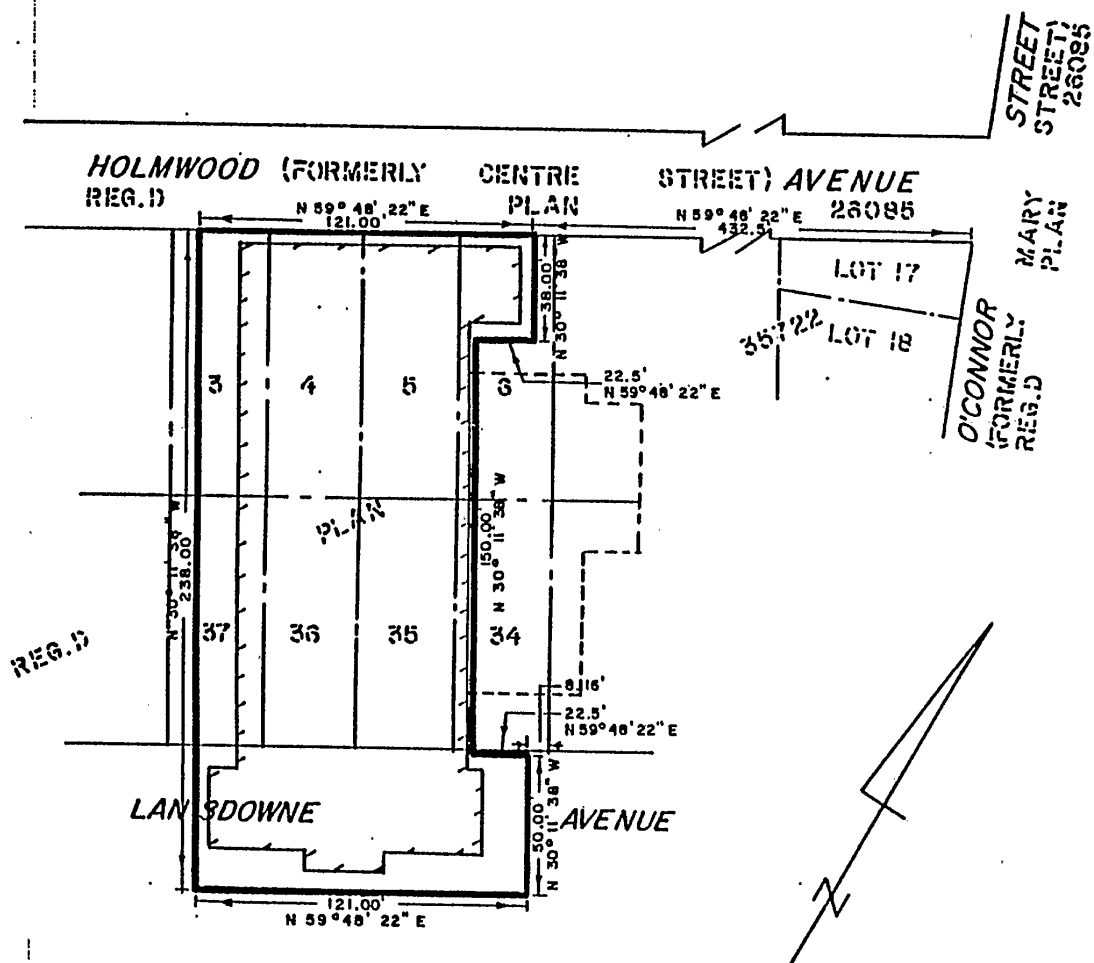 STREET
STREET)
26085
HOLMWOOD (FORMERLY CENTRE STREET) AVENUE
REG.D PLAN 26085
N 59° 48' 22" E
121.00'
N 59° 48' 22" E
432.5'
MARY
PLAN
LOT 17
LOT 18
35722
O'CONNOR
(FORMERLY
REG.D
38.00'
N 30° 11' 38" W
3 4 5 6
22.5'
N 59° 48' 22" E
N 30° 11' 38" W
238.00'
PLAN
150.00'
N 30° 11' 38" W
REG.D
37 36 35 34
8.16'
22.5'
N 59° 48' 22" E
LANSDOWNE AVENUE
50.00'
N 30° 11' 38" W
121.00'
N 59° 48' 22" E
N